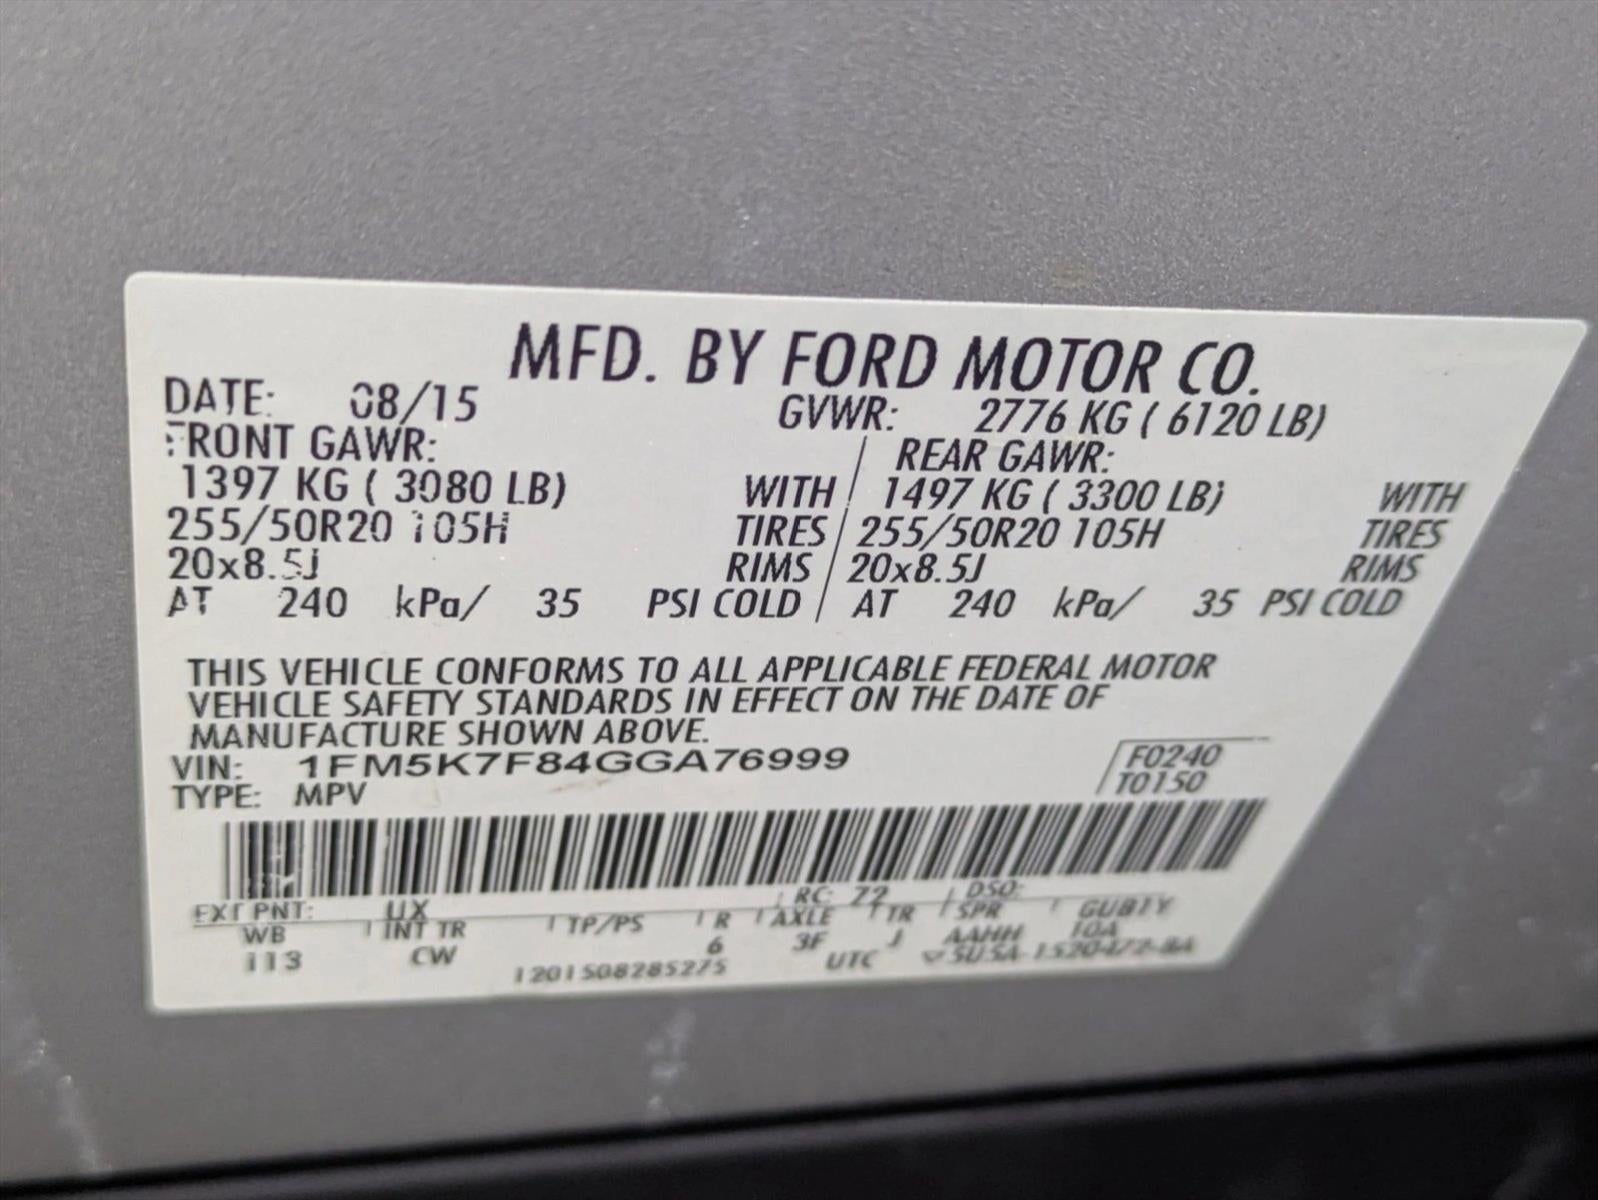 MFD. BY FORD MOTOR CO.
DATE: 08/15 GVWR: 2776 KG ( 6120 LB)
FRONT GAWR: REAR GAWR:
1397 KG ( 3080 LB) WITH / 1497 KG ( 3300 LB) WITH
255/50R20 105H TIRES / 255/50R20 105H TIRES
20x8.5J RIMS / 20x8.5J RIMS
AT 240 kPa/ 35 PSI COLD / AT 240 kPa/ 35 PSI COLD
THIS VEHICLE CONFORMS TO ALL APPLICABLE FEDERAL MOTOR
VEHICLE SAFETY STANDARDS IN EFFECT ON THE DATE OF
MANUFACTURE SHOWN ABOVE.
VIN: 1FM5K7F84GGA76999 F0240
TYPE: MPV T0150
EXT PNT: UX RC: 72 DSO:
WB INT TR TP/PS R AXLE TR SPR
113 CW 6 3F J AAHH 10A
1201508285275 UTC